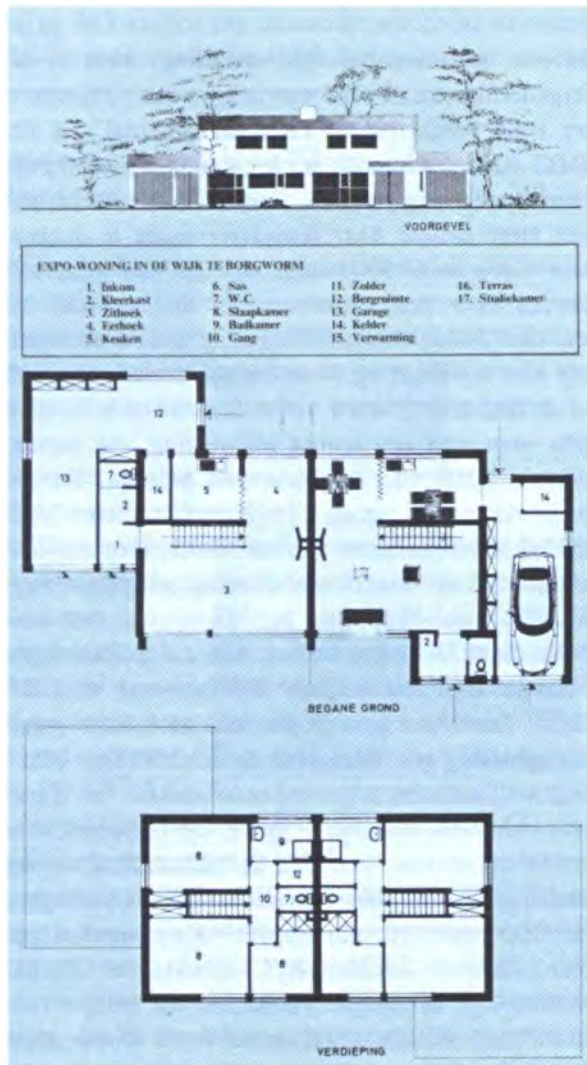 VOORGEVEL
EXPO-WONING IN DE WIJK TE BORGWORM
1. Inkom
2. Kleerkast
3. Zithoek
4. Eethoek
5. Keuken
6. Sas
7. W.C.
8. Slaapkamer
9. Badkamer
10. Gang
11. Zolder
12. Bergruimte
13. Garage
14. Kelder
15. Verwarming
16. Terras
17. Studiekamer
12
13
7
14
5
4
14
3
2
BEGANE GROND
8
9
12
10
7
8
8
VERDIEPING